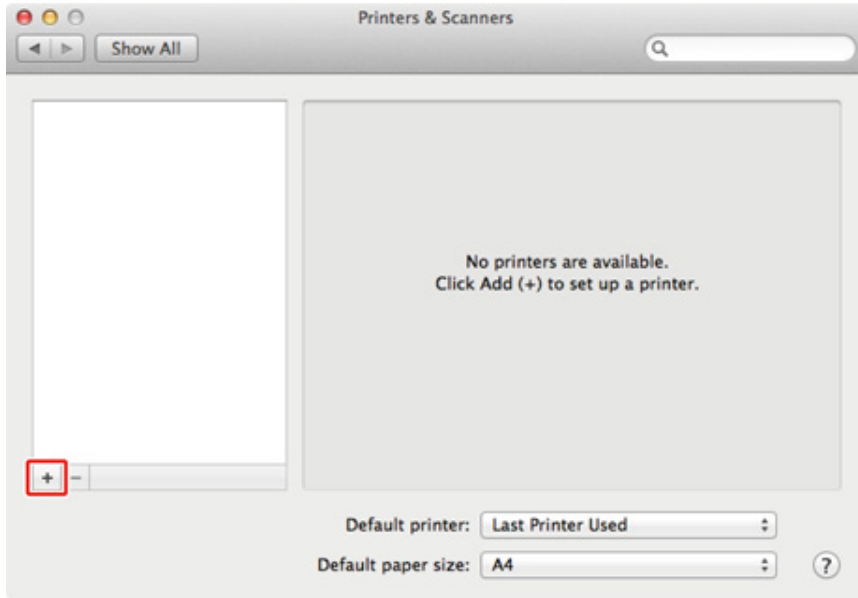 Printers & Scanners
Show All
No printers are available.
Click Add (+) to set up a printer.
+ −
Default printer: Last Printer Used
Default paper size: A4 ?